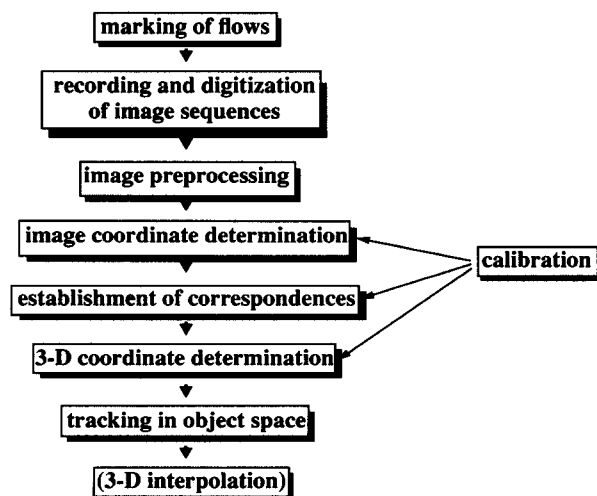 marking of flows
recording and digitization
of image sequences
image preprocessing
image coordinate determination
calibration
establishment of correspondences
3-D coordinate determination
tracking in object space
(3-D interpolation)